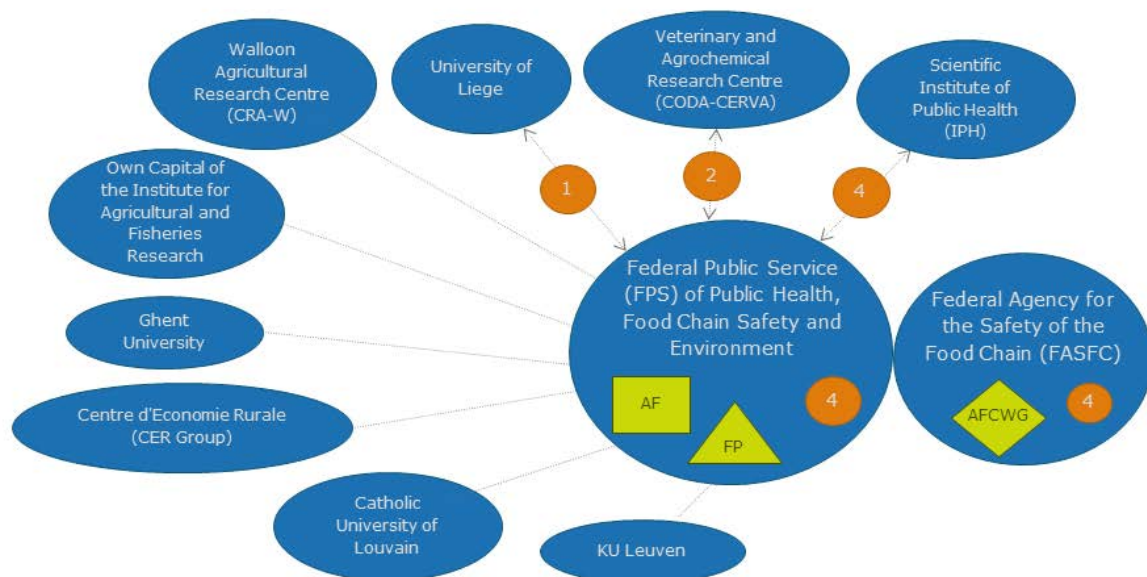 Walloon
Agricultural
Research Centre
(CRA-W)
University of
Liege
Veterinary and
Agrochemical
Research Centre
(CODA-CERVA)
Scientific
Institute
of Public Health
(IPH)
Own Capital of
the Institute for
Agricultural and
Fisheries
Research
1
2
4
Federal Public Service
(FPS) of Public Health,
Food Chain Safety and
Environment
Federal Agency for
the Safety of the
Food Chain (FASFC)
Ghent
University
AF
FP
4
AFCWG
4
Centre d'Economie Rurale
(CER Group)
Catholic
University of
Louvain
KU Leuven